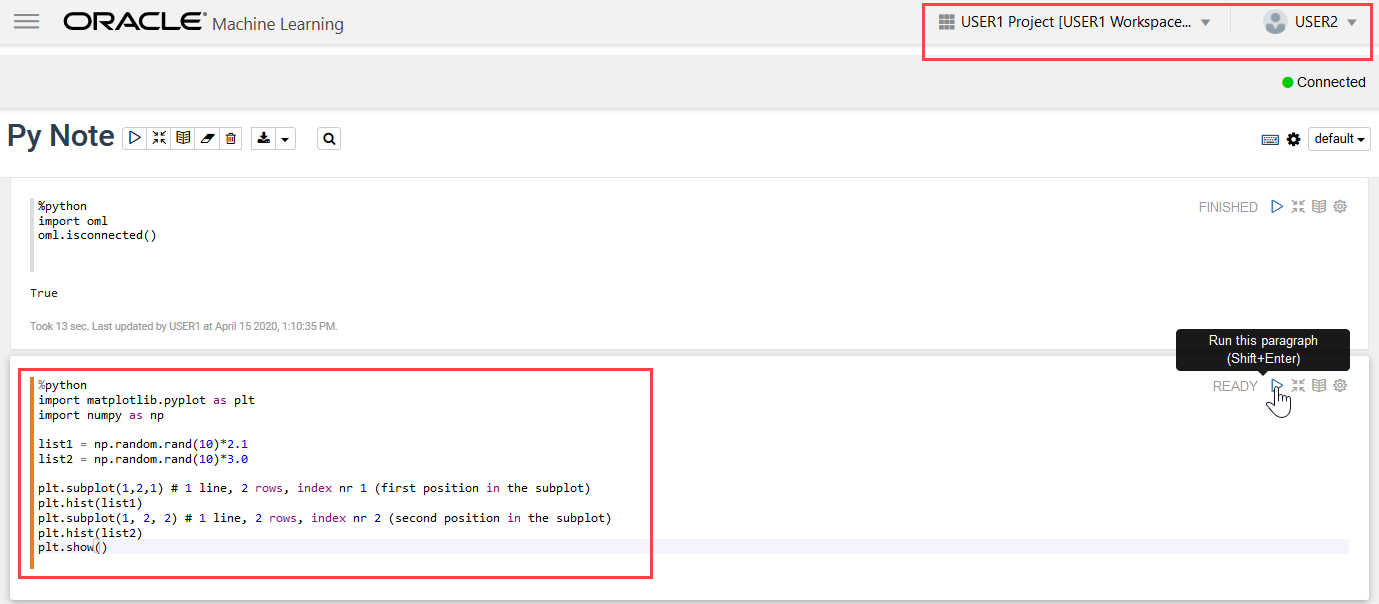 ORACLE Machine Learning
USER1 Project [USER1 Workspace...
USER2
Connected
Py Note
default
%python
import oml
oml.isconnected()
FINISHED
True
Took 13 sec. Last updated by USER1 at April 15 2020, 1:10:35 PM.
Run this paragraph
(Shift+Enter)
READY
%python
import matplotlib.pyplot as plt
import numpy as np
list1 = np.random.rand(10)*2.1
list2 = np.random.rand(10)*3.0
plt.subplot(1,2,1) # 1 line, 2 rows, index nr 1 (first position in the subplot)
plt.hist(list1)
plt.subplot(1, 2, 2) # 1 line, 2 rows, index nr 2 (second position in the subplot)
plt.hist(list2)
plt.show()